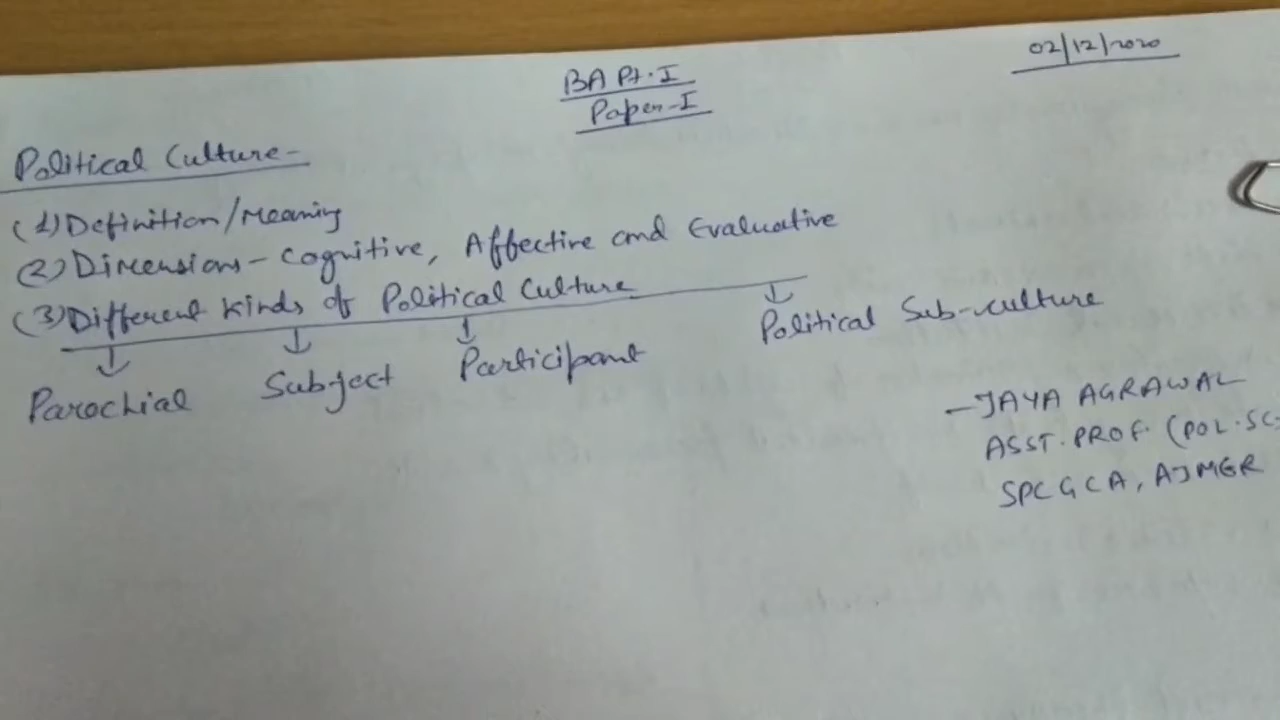 02/12/2020
BA Pt. I
Paper-I
Political Culture-
(1) Definition/Meaning
(2) Dimensions - Cognitive, Affective and Evaluative
(3) Different Kinds of Political Culture
Parochial Subject Participant Political Sub-culture
- JAYA AGRAWAL
ASST. PROF. (POL.SC.
SPCGCA, AJMER